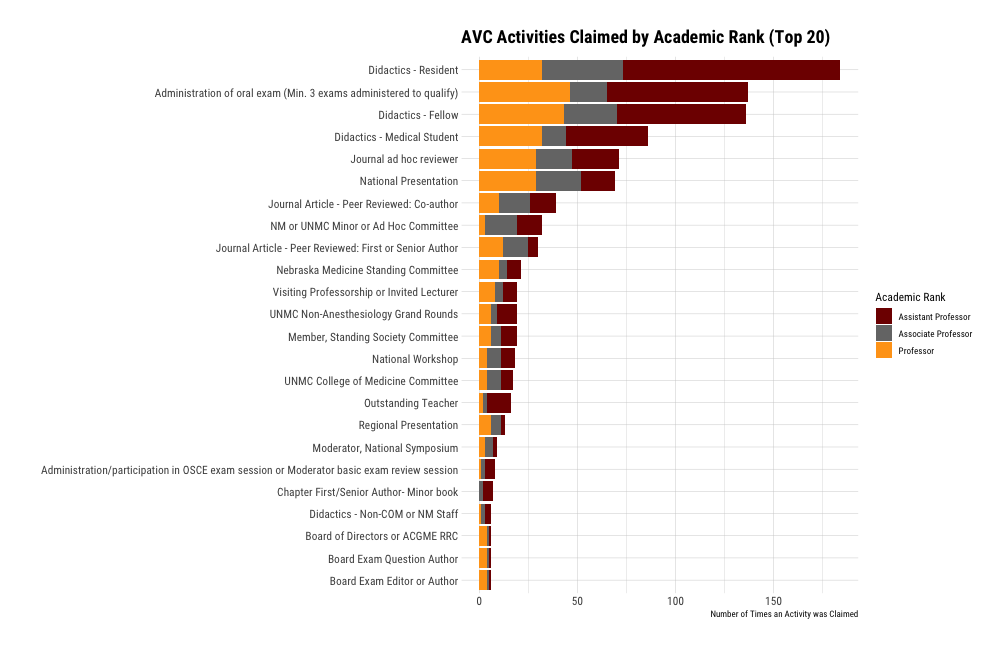 AVC Activities Claimed by Academic Rank (Top 20)
Didactics - Resident
Administration of oral exam (Min. 3 exams administered to qualify)
Didactics - Fellow
Didactics - Medical Student
Journal ad hoc reviewer
National Presentation
Journal Article - Peer Reviewed: Co-author
NM or UNMC Minor or Ad Hoc Committee
Journal Article - Peer Reviewed: First or Senior Author
Nebraska Medicine Standing Committee
Visiting Professorship or Invited Lecturer
UNMC Non-Anesthesiology Grand Rounds
Member, Standing Society Committee
National Workshop
UNMC College of Medicine Committee
Outstanding Teacher
Regional Presentation
Moderator, National Symposium
Administration/participation in OSCE exam session or Moderator basic exam review session
Chapter First/Senior Author- Minor book
Didactics - Non-COM or NM Staff
Board of Directors or ACGME RRC
Board Exam Question Author
Board Exam Editor or Author
0 50 100 150
Number of Times an Activity was Claimed
Academic Rank
Assistant Professor
Associate Professor
Professor